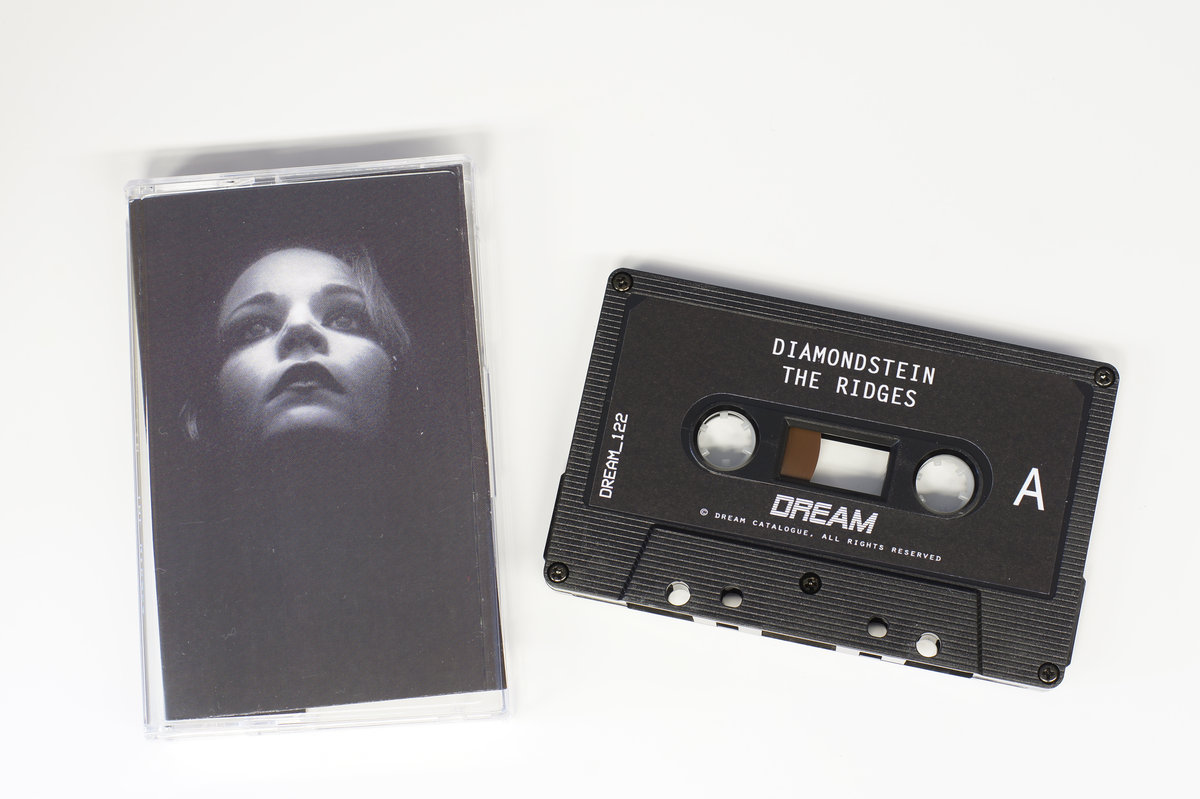 DIAMONDSTEIN
THE RIDGES
DREAM_122
A
DREAM
© DREAM CATALOGUE, ALL RIGHTS RESERVED